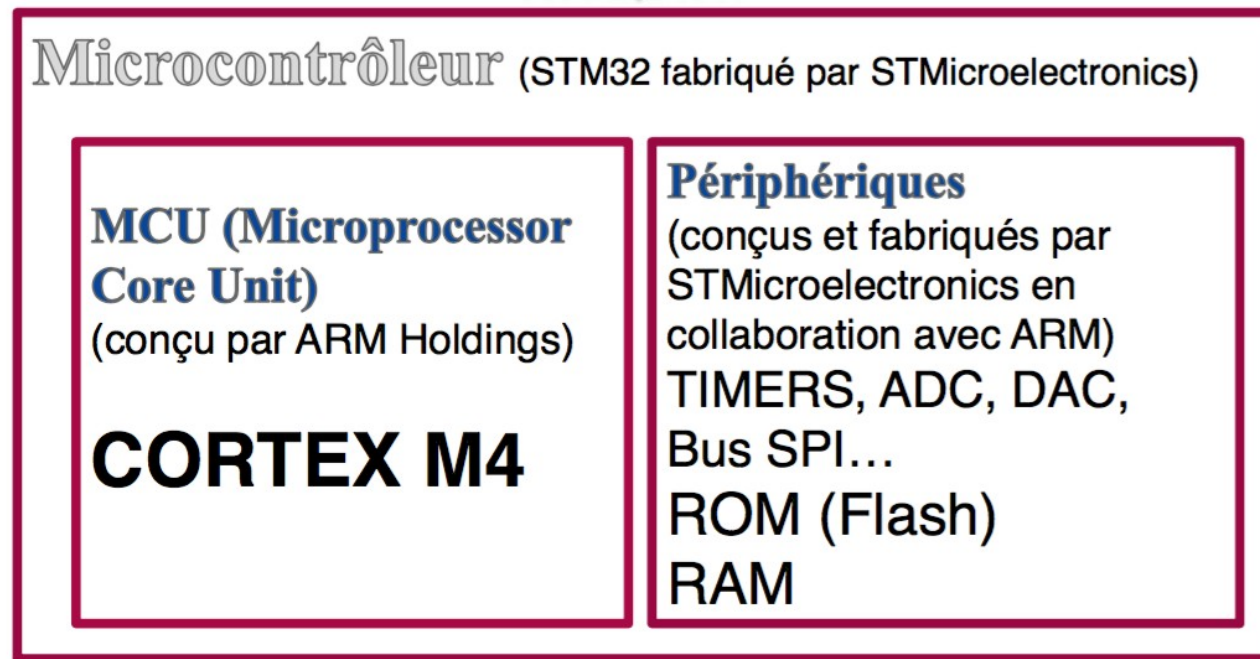 Microcontrôleur (STM32 fabriqué par STMicroelectronics)
MCU (Microprocessor
Core Unit)
(conçu par ARM Holdings)
CORTEX M4
Périphériques
(conçus et fabriqués par
STMicroelectronics en
collaboration avec ARM)
TIMERS, ADC, DAC,
Bus SPI...
ROM (Flash)
RAM